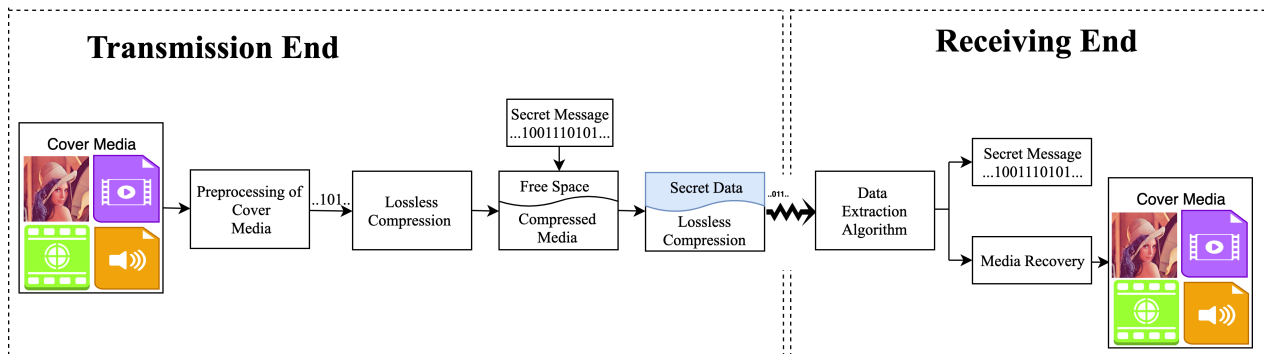 Transmission End
Receiving End
Cover Media
Preprocessing of
Cover
Media
..101..
Lossless
Compression
Secret Message
...1001110101...
Free Space
Compressed
Media
Secret Data
Lossless
Compression
..011..
Data
Extraction
Algorithm
Secret Message
...1001110101...
Media Recovery
Cover Media